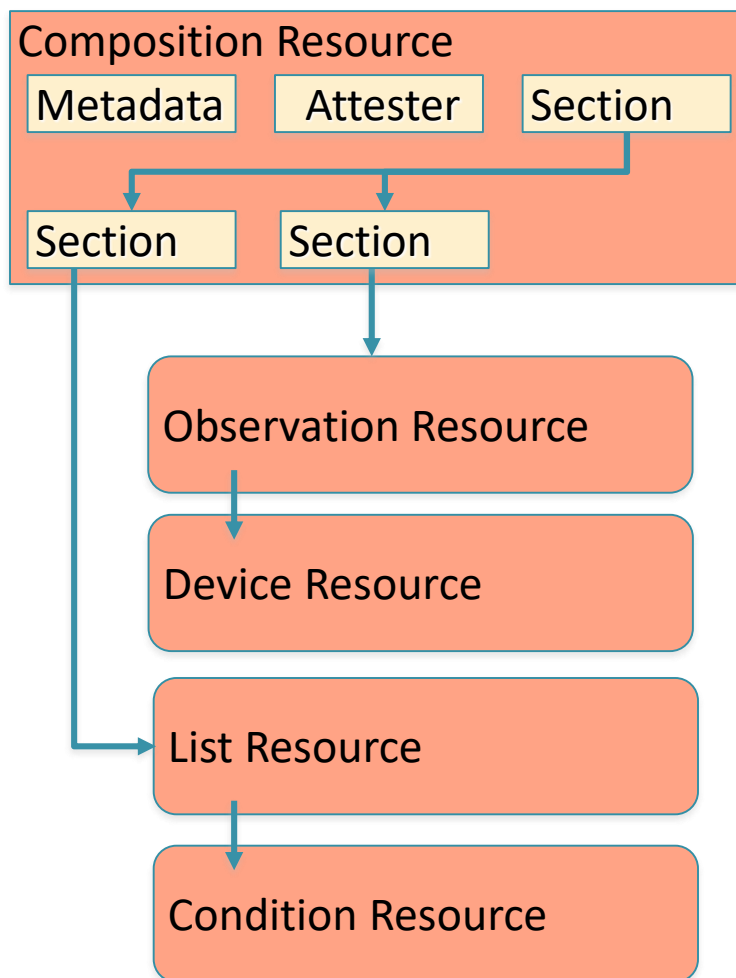 Composition Resource
Metadata
Attester
Section
Section
Section
Observation Resource
Device Resource
List Resource
Condition Resource